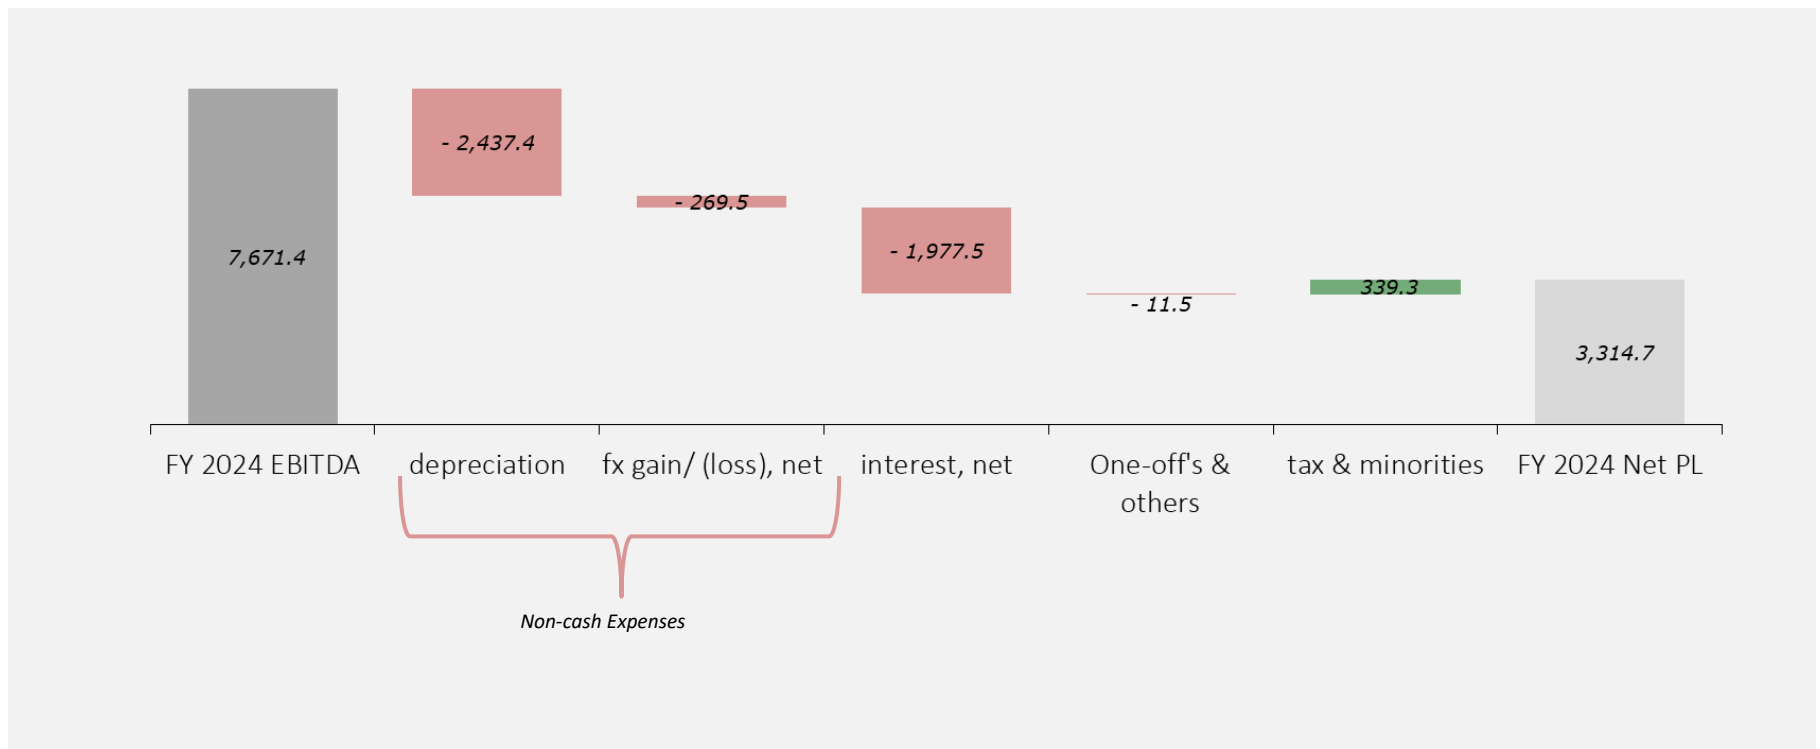 - 2,437.4
- 269.5
7,671.4
- 1,977.5
- 11.5
339.3
3,314.7
FY 2024 EBITDA
depreciation
fx gain/ (loss), net
interest, net
One-off's &
others
tax & minorities
FY 2024 Net PL
Non-cash Expenses